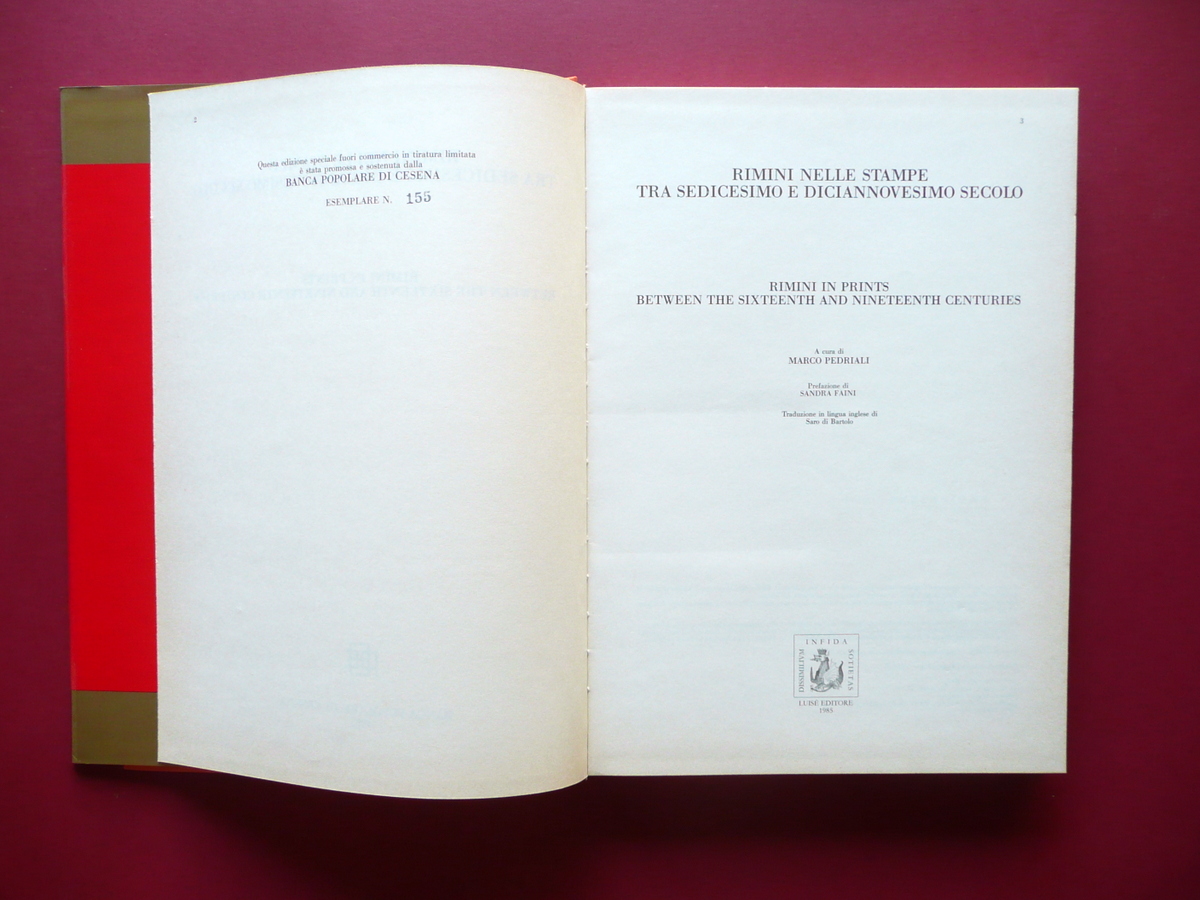 2
Questa edizione speciale fuori commercio in tiratura limitata
è stata promossa e sostenuta dalla
BANCA POPOLARE DI CESENA
ESEMPLARE N. 155
3
RIMINI NELLE STAMPE
TRA SEDICESIMO E DICIANNOVESIMO SECOLO
RIMINI IN PRINTS
BETWEEN THE SIXTEENTH AND NINETEENTH CENTURIES
A cura di
MARCO PEDRIALI
Prefazione di
SANDRA FAINI
Traduzione in lingua inglese di
Saro di Bartolo
INFIDA
SOTIETAS
LUISÈ EDITORE